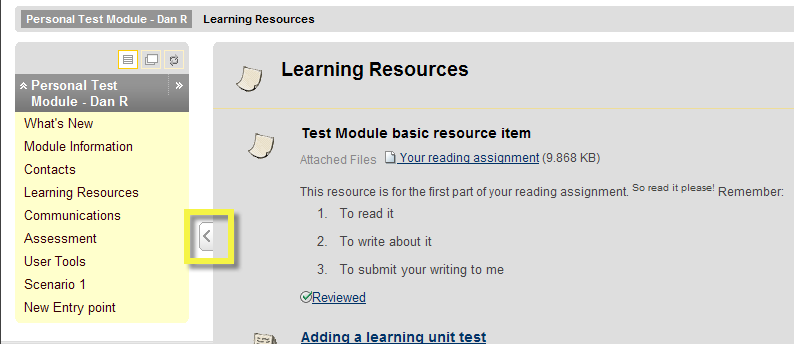 Personal Test Module - Dan R Learning Resources
Personal Test
Module - Dan R
What's New
Module Information
Contacts
Learning Resources
Communications
Assessment
User Tools
Scenario 1
New Entry point
Learning Resources
Test Module basic resource item
Attached Files Your reading assignment (9.868 KB)
This resource is for the first part of your reading assignment. So read it please! Remember:
1. To read it
2. To write about it
3. To submit your writing to me
Reviewed
Adding a learning unit test